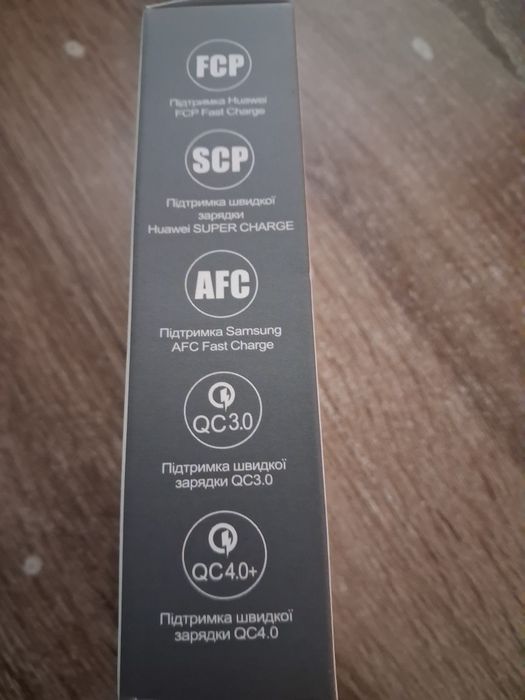 FCP
Підтримка Huawei
FCP Fast Charge
SCP
Підтримка швидкої
зарядки
Huawei SUPER CHARGE
AFC
Підтримка Samsung
AFC Fast Charge
QC3.0
Підтримка швидкої
зарядки QC3.0
QC4.0+
Підтримка швидкої
зарядки QC4.0